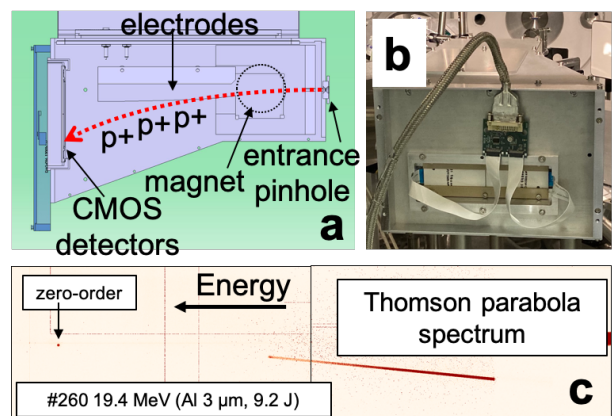 electrodes
p+ p+ p+
magnet
entrance
pinhole
CMOS
detectors
a
b
zero-order
Energy
Thomson parabola
spectrum
#260 19.4 MeV (Al 3 µm, 9.2 J)
c